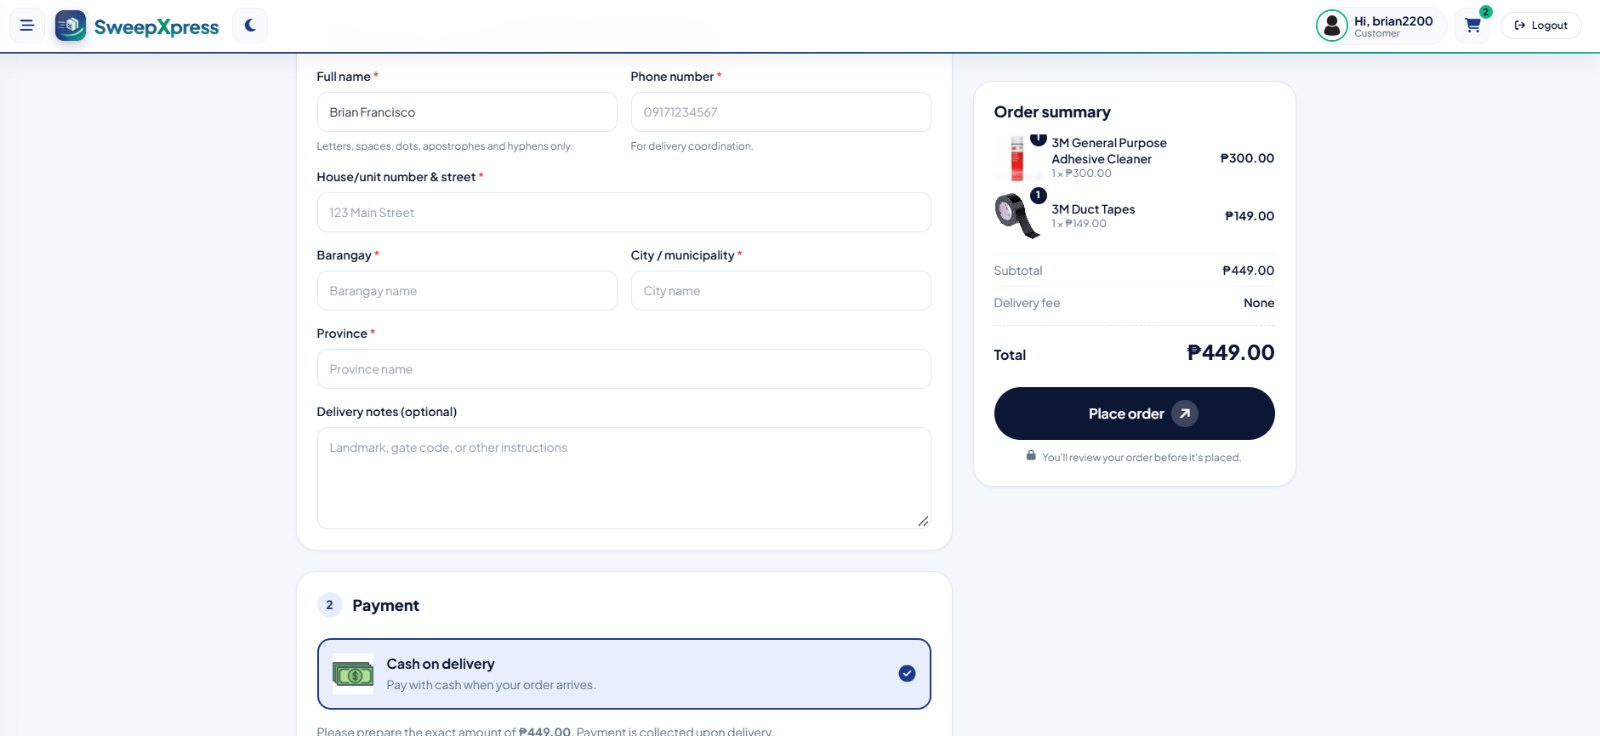 SweepXpress
Hi, brian2200
Customer
2
Logout
Full name *
Brian Francisco
Letters, spaces, dots, apostrophes and hyphens only.
Phone number *
09171234567
For delivery coordination.
House/unit number & street *
123 Main Street
Barangay *
Barangay name
City / municipality *
City name
Province *
Province name
Delivery notes (optional)
Landmark, gate code, or other instructions
2 Payment
Cash on delivery
Pay with cash when your order arrives.
Please prepare the exact amount of ₱449.00. Payment is collected upon delivery.
Order summary
1
3M General Purpose
Adhesive Cleaner
1 × ₱300.00
₱300.00
1
3M Duct Tapes
1 × ₱149.00
₱149.00
Subtotal ₱449.00
Delivery fee None
Total ₱449.00
Place order
You'll review your order before it's placed.